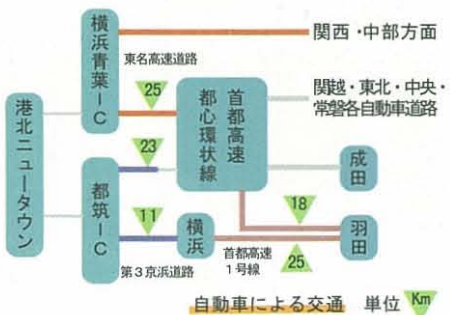 横浜青葉IC
関西・中部方面
東名高速道路
25
首都高速
都心環状線
関越・東北・中央・
常磐各自動車道路
港北ニュータウン
23
成田
都筑IC
18
11
横浜
羽田
首都高速
1号線
25
第3京浜道路
自動車による交通 単位 Km